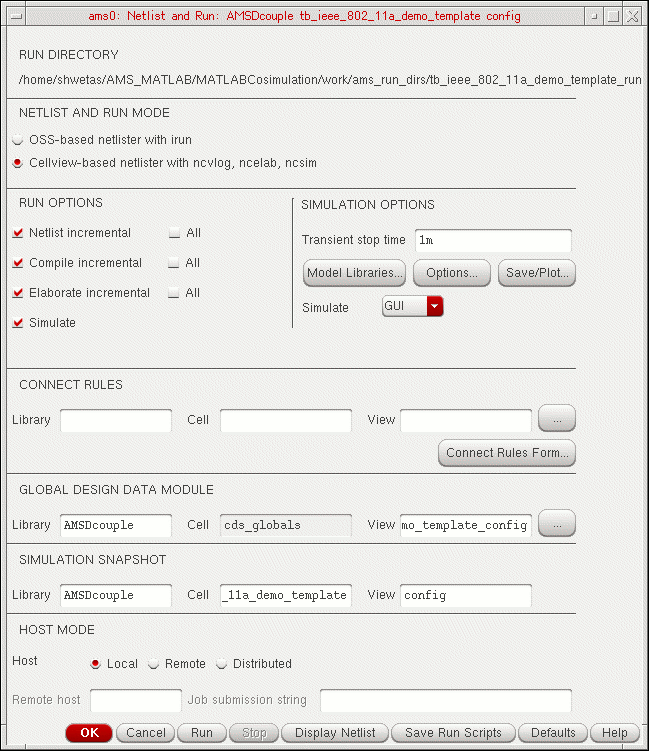 ams0: Netlist and Run: AMSDcouple tb_ieee_802_11a_demo_template config
RUN DIRECTORY
/home/shwetas/AMS_MATLAB/MATLABCosimulation/work/ams_run_dirs/tb_ieee_802_11a_demo_template_run
NETLIST AND RUN MODE
OSS-based netlister with irun
Cellview-based netlister with ncvlog, ncelab, ncsim
RUN OPTIONS
Netlist incremental All
Compile incremental All
Elaborate incremental All
Simulate
SIMULATION OPTIONS
Transient stop time 1m
Model Libraries... Options... Save/Plot...
Simulate GUI
CONNECT RULES
Library Cell View ...
Connect Rules Form...
GLOBAL DESIGN DATA MODULE
Library AMSDcouple Cell cds_globals View mo_template_config ...
SIMULATION SNAPSHOT
Library AMSDcouple Cell _11a_demo_template View config
HOST MODE
Host Local Remote Distributed
Remote host Job submission string
OK Cancel Run Stop Display Netlist Save Run Scripts Defaults Help